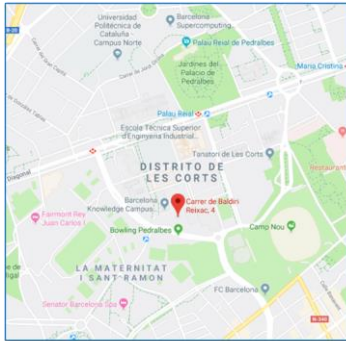 B-20
Universidad
Politécnica de
Cataluña -
Campus Norte
Barcelona
Supercomputing...
Palau Reial de Pedralbes
Jardines del
Palacio de
Pedralbes
Maria Cristina
Palau Reial
Escola Tècnica Superior
d'Enginyeria Industrial...
Diagonal
Tanatori de Les Corts
DISTRITO DE
LES CORTS
Restaurant
Barcelona
Knowledge Campus...
Carrer de Baldiri
Reixac, 4
Fairmont Rey
Juan Carlos I
Bowling Pedralbes
Camp Nou
LA MATERNITAT
I SANT RAMON
FC Barcelona
Senator Barcelona Spa